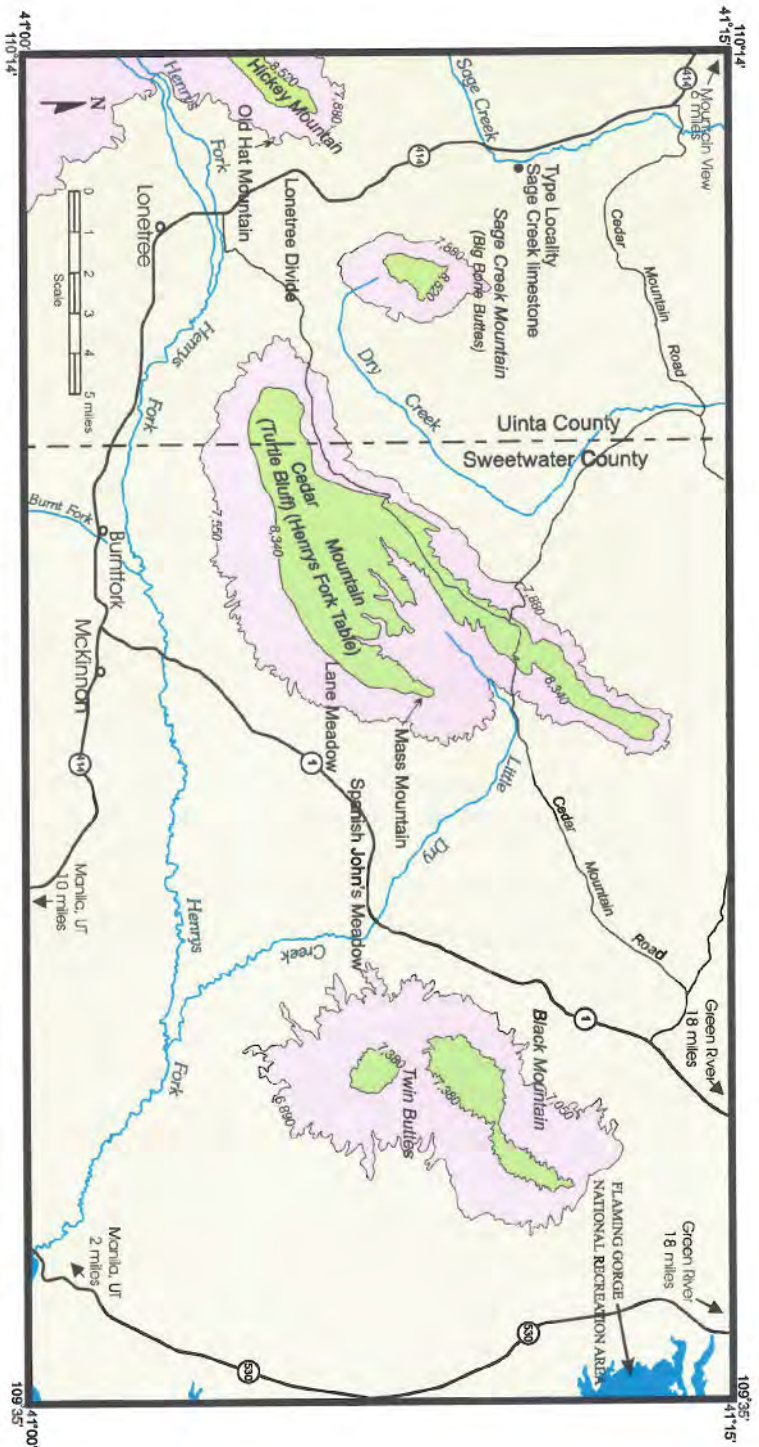 110°14'
41°15'
109°35'
41°15'
Mountain View
6 miles
414
Cedar
Mountain
Road
Green River
18 miles
Green River
18 miles
FLAMING GORGE
NATIONAL RECREATION AREA
Sage Creek
Type Locality
Sage Creek limestone
Sage Creek Mountain
(Big Bone Buttes)
7,880
8,520
Dry
Creek
Uinta County
Sweetwater County
7,880
8,340
Cedar
Mountain
Road
1
530
Black Mountain
7,050
7,380
Twin Buttes
7,380
6,890
414
Hickey Mountain
7,880
8,520
Old Hat Mountain
Lonetree Divide
Cedar
Mountain
(Turtle Bluff) (Henrys Fork Table)
8,340
7,550
Mass Mountain
Lane Meadow
Little
Dry
Creek
Spanish John's Meadow
1
Henrys
Fork
Henrys
Fork
Henrys
Fork
Lonetree
Burnt Fork
Burntfork
McKinnon
414
Manila, UT
10 miles
Manila, UT
2 miles
530
N
0
1
2
3
4
5 miles
Scale
41°00'
110°14'
109°35'
41°00'